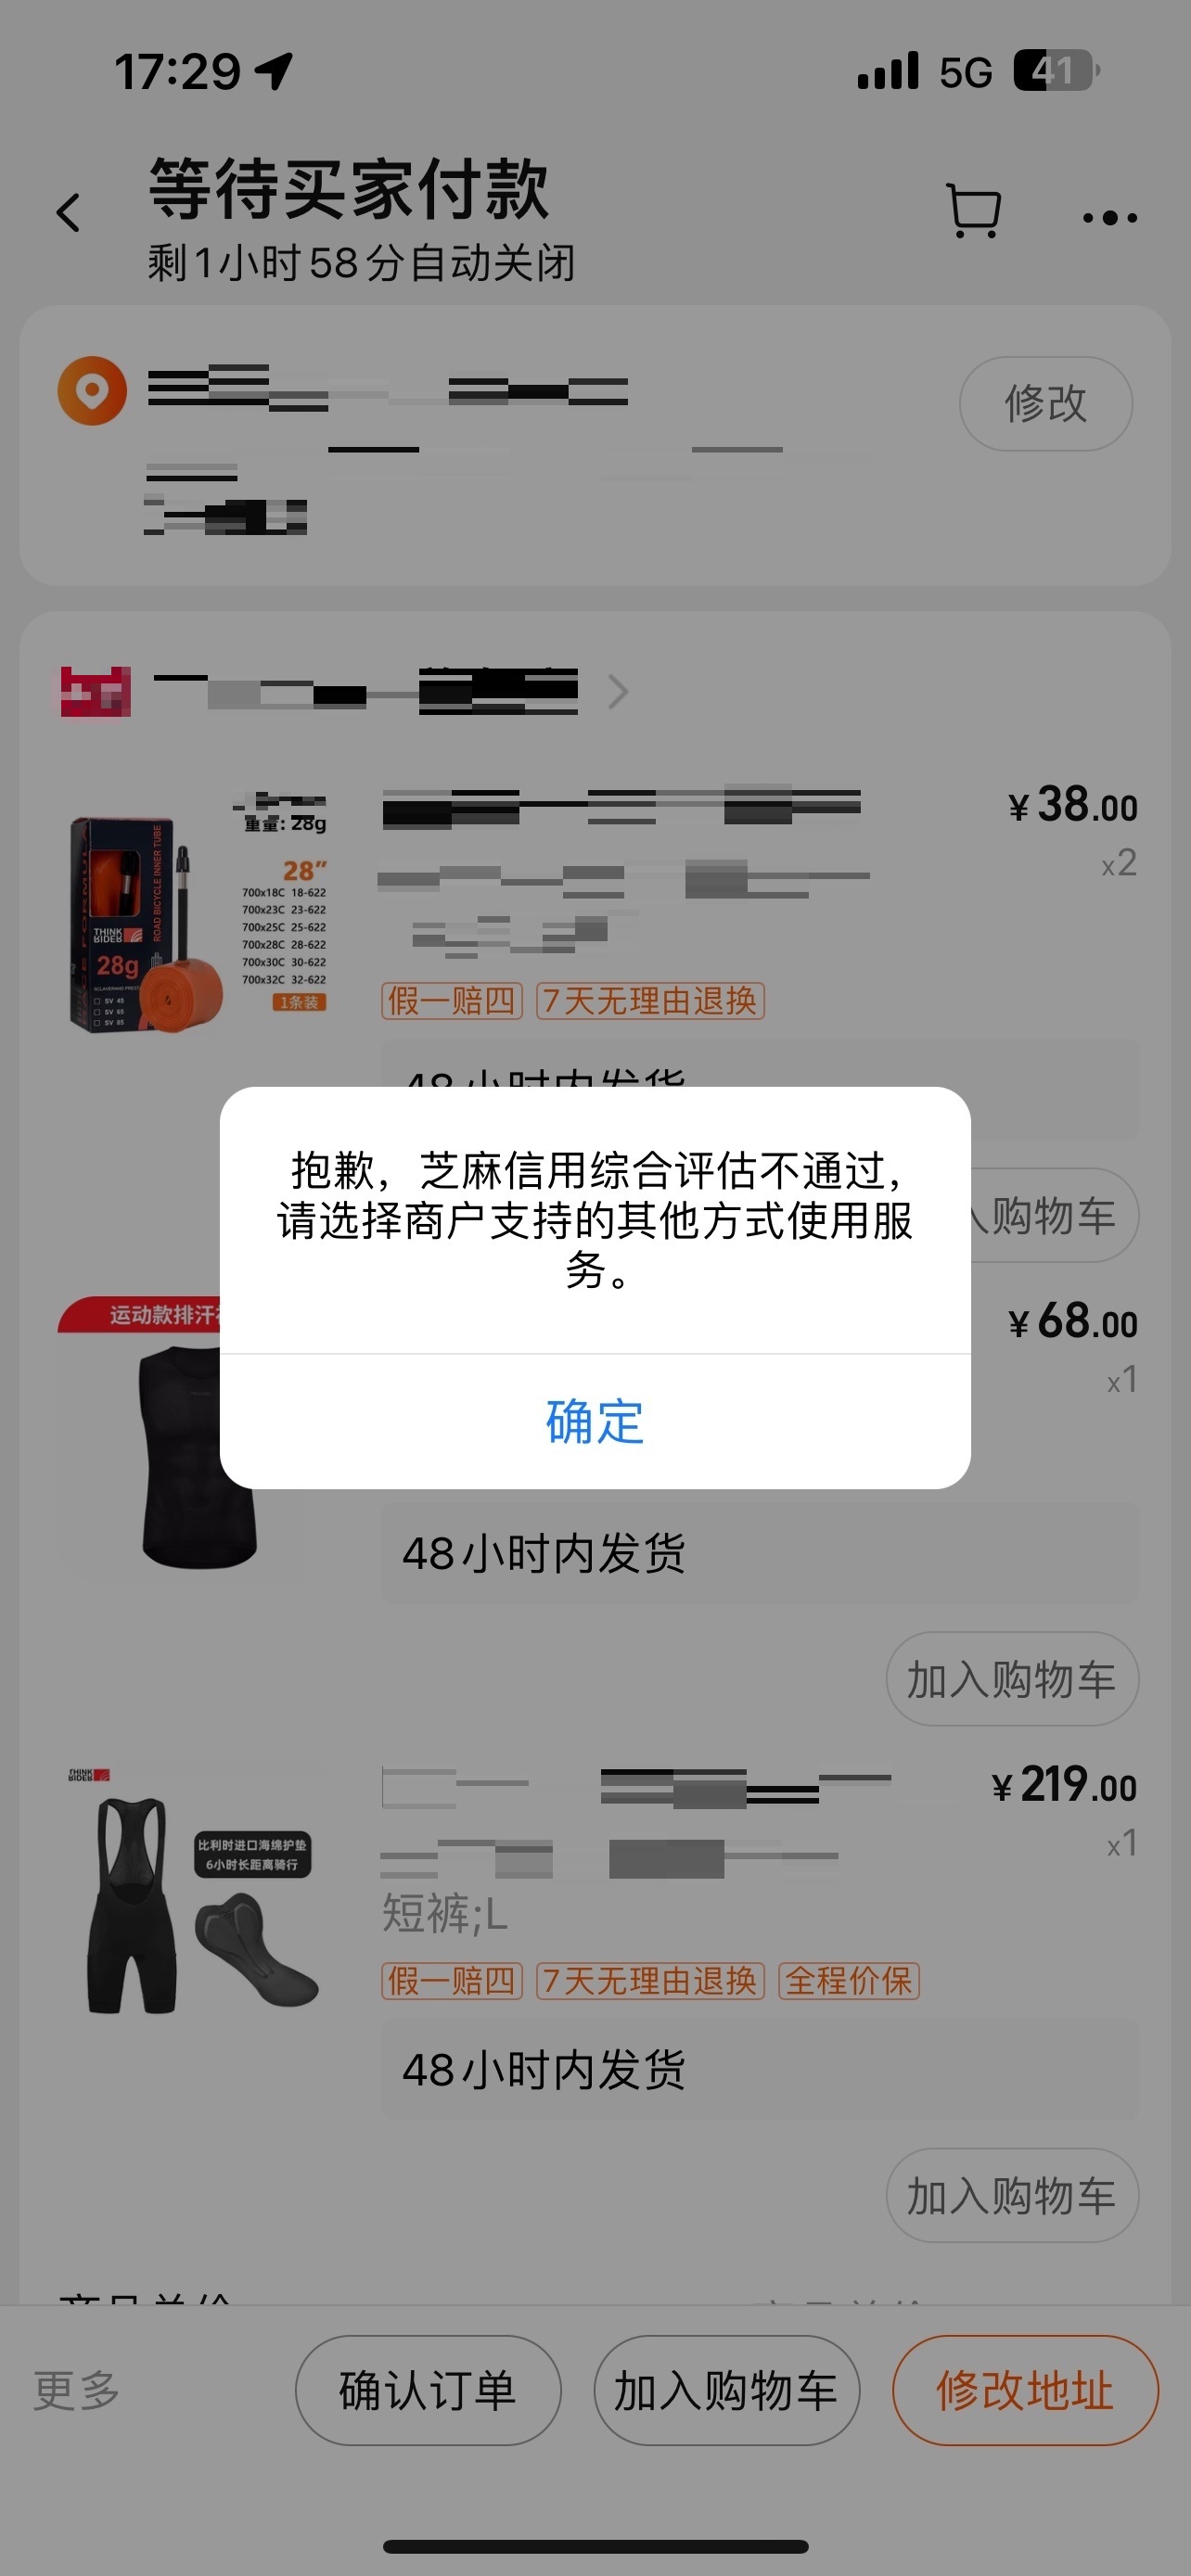 17:29
5G
41
等待买家付款
剩1小时58分自动关闭
修改
¥38.00
x2
重量: 28g
28″
700x18C 18-622
700x23C 23-622
700x25C 25-622
700x28C 28-622
700x30C 30-622
700x32C 32-622
1条装
ROAD BICYCLE INNER TUBE
THINK
RIDER
28g
SV 45
SV 65
SV 85
假一赔四
7天无理由退换
48小时内发货
抱歉，芝麻信用综合评估不通过，
请选择商户支持的其他方式使用服
务。
确定
入购物车
运动款排汗
¥68.00
x1
48小时内发货
加入购物车
THINK
RIDER
比利时进口海绵护垫
6小时长距离骑行
¥219.00
x1
短裤;L
假一赔四
7天无理由退换
全程价保
48小时内发货
加入购物车
商品总价
更多
确认订单
加入购物车
修改地址